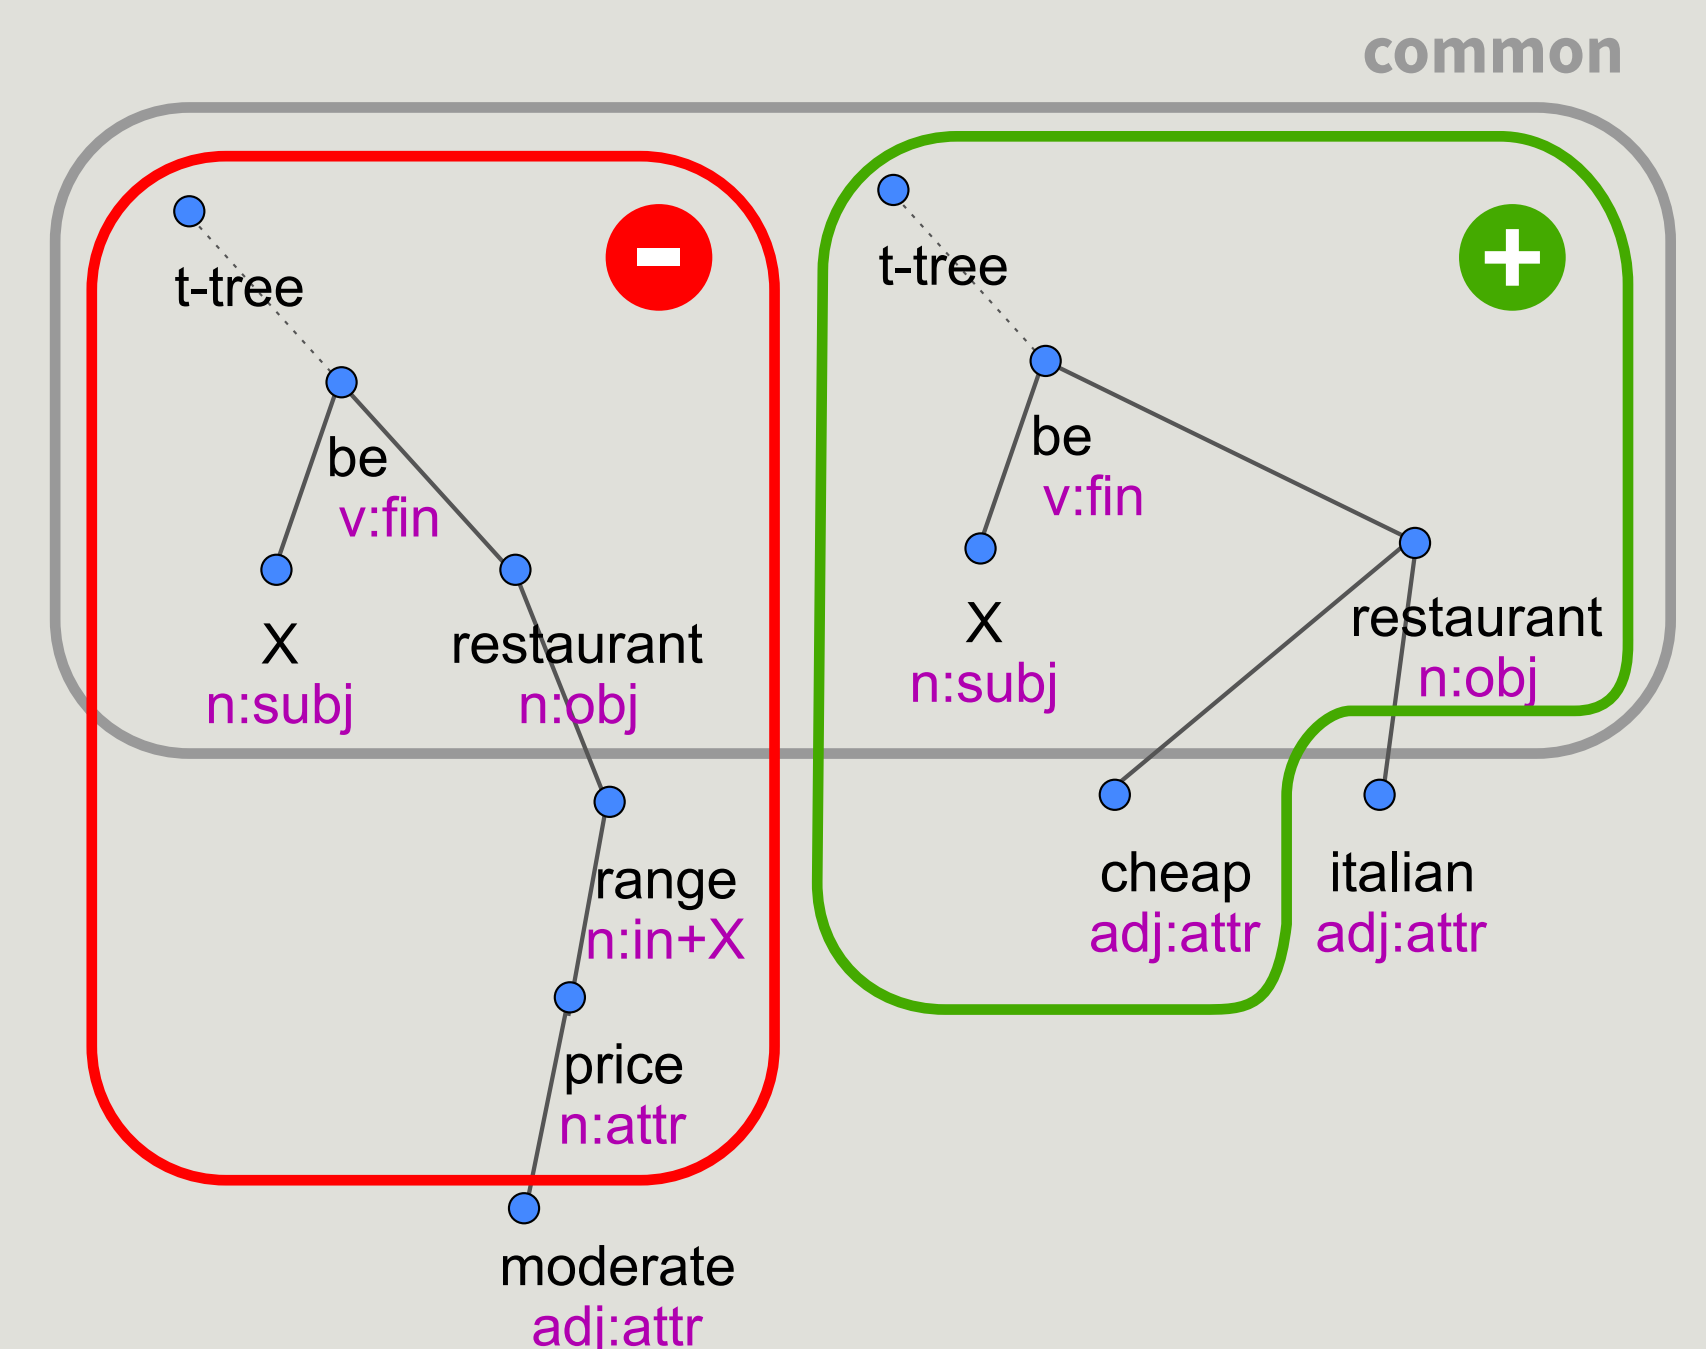 common
-
t-tree
be
v:fin
X
n:subj
restaurant
n:obj
range
n:in+X
price
n:attr
moderate
adj:attr
+
t-tree
be
v:fin
X
n:subj
restaurant
n:obj
cheap
adj:attr
italian
adj:attr